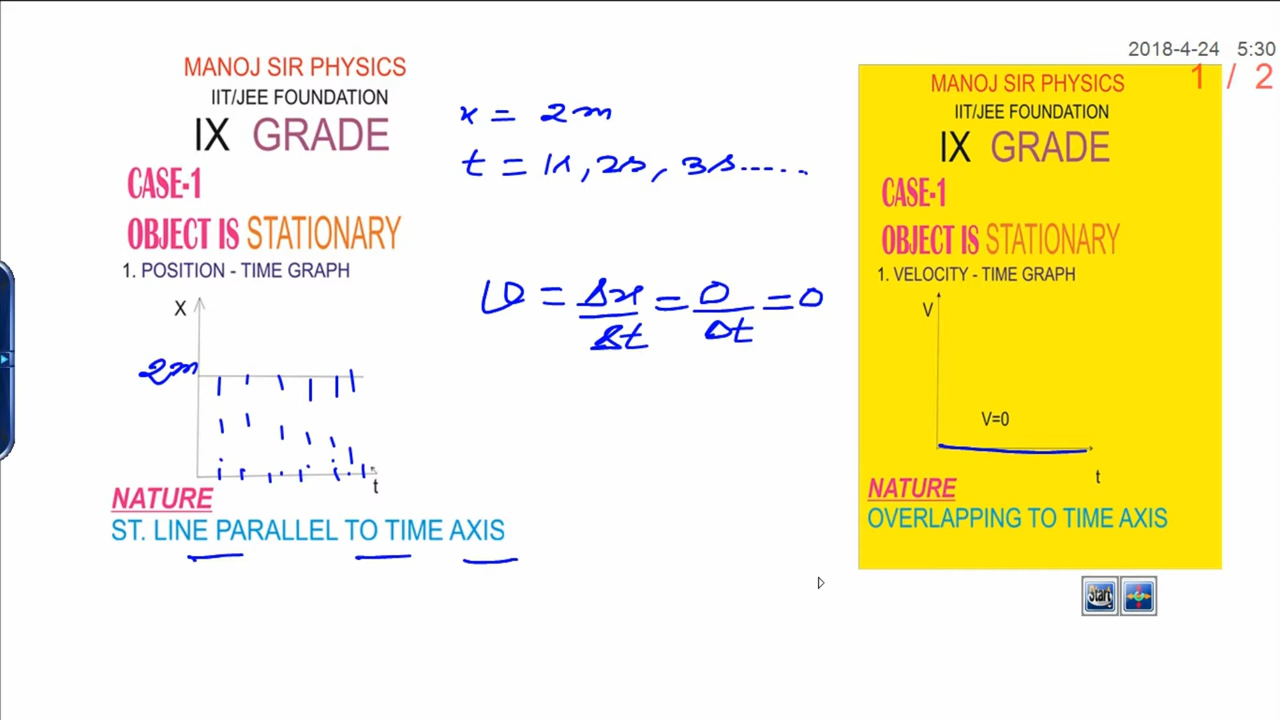 MANOJ SIR PHYSICS
IIT/JEE FOUNDATION
IX GRADE
CASE-1
OBJECT IS STATIONARY
1. POSITION - TIME GRAPH
X
2m
t
NATURE
ST. LINE PARALLEL TO TIME AXIS
x = 2m
t = 1s, 2s, 3s.....
v = Δx/Δt = 0/Δt = 0
2018-4-24 5:30
1 / 2
MANOJ SIR PHYSICS
IIT/JEE FOUNDATION
IX GRADE
CASE-1
OBJECT IS STATIONARY
1. VELOCITY - TIME GRAPH
V
V=0
t
NATURE
OVERLAPPING TO TIME AXIS
Start